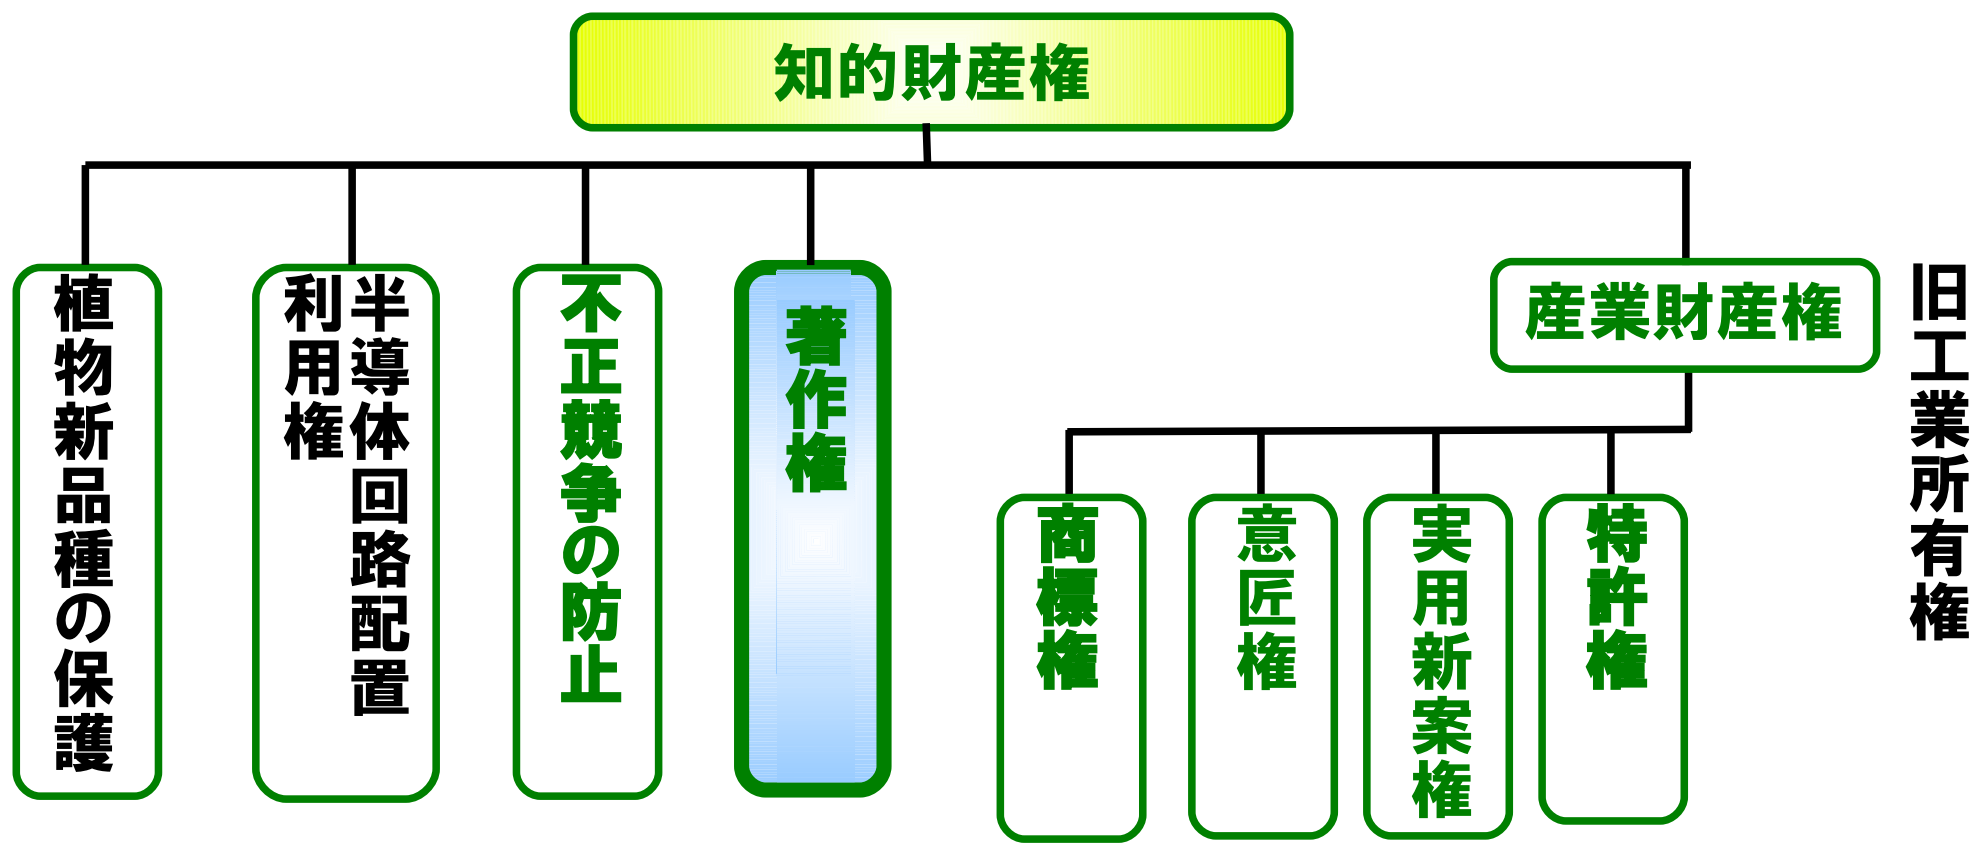 知的財産権
植物新品種の保護
半導体回路配置
利用権
不正競争の防止
著作権
産業財産権
旧工業所有権
商標権
意匠権
実用新案権
特許権